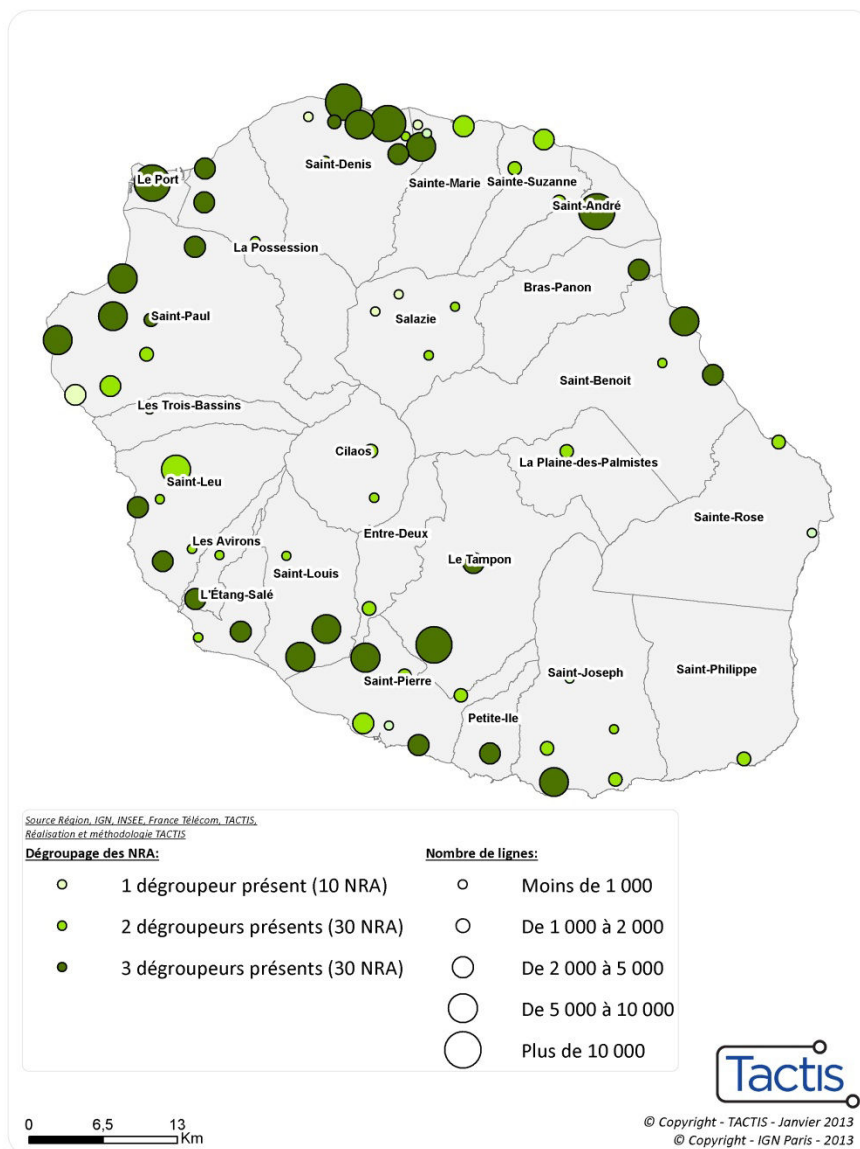 Saint-Denis
Le Port
Sainte-Marie
Sainte-Suzanne
Saint-André
La Possession
Bras-Panon
Saint-Paul
Salazie
Saint-Benoit
Les Trois-Bassins
Cilaos
La Plaine-des-Palmistes
Saint-Leu
Sainte-Rose
Entre-Deux
Les Avirons
Le Tampon
Saint-Louis
L'Étang-Salé
Saint-Joseph
Saint-Philippe
Saint-Pierre
Petite-Ile
Source Région, IGN, INSEE, France Télécom, TACTIS,
Réalisation et méthodologie TACTIS
Dégroupage des NRA:
1 dégroupeur présent (10 NRA)
2 dégroupeurs présents (30 NRA)
3 dégroupeurs présents (30 NRA)
Nombre de lignes:
Moins de 1 000
De 1 000 à 2 000
De 2 000 à 5 000
De 5 000 à 10 000
Plus de 10 000
Tactis
0 6,5 13
Km
© Copyright - TACTIS - Janvier 2013
© Copyright - IGN Paris - 2013